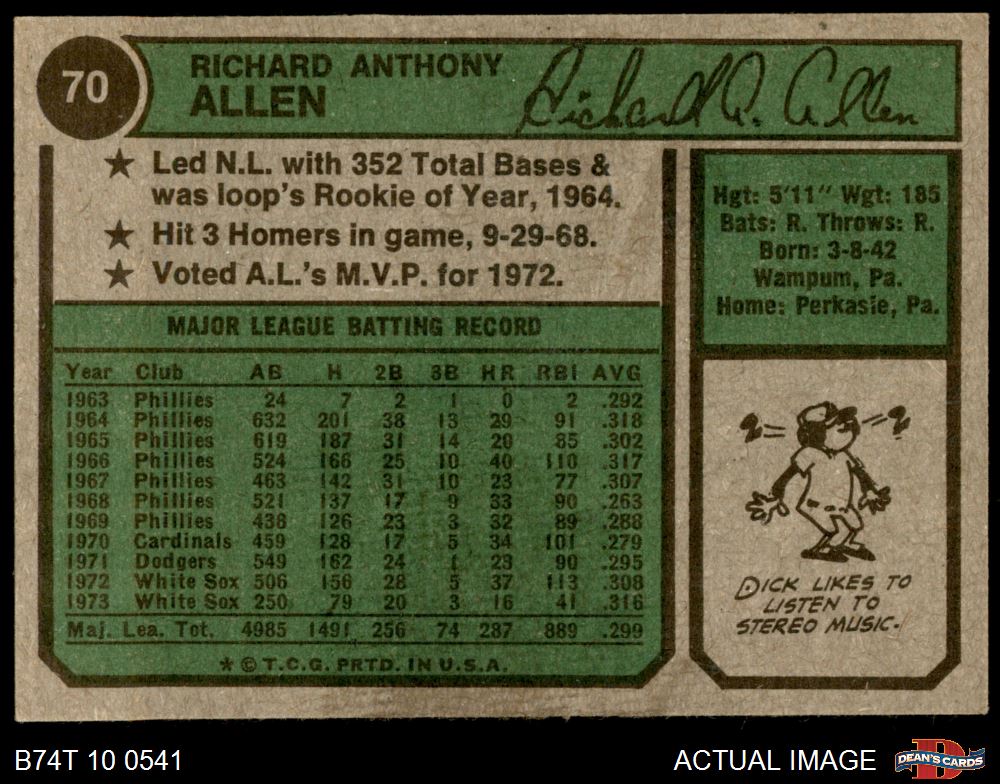 70
RICHARD ANTHONY
ALLEN
Richard A. Allen
★ Led N.L. with 352 Total Bases &
was loop's Rookie of Year, 1964.
★ Hit 3 Homers in game, 9-29-68.
★ Voted A.L.'s M.V.P. for 1972.
Hgt: 5'11" Wgt: 185
Bats: R. Throws: R.
Born: 3-8-42
Wampum, Pa.
Home: Perkasie, Pa.
MAJOR LEAGUE BATTING RECORD
Year Club AB H 2B 3B HR RBI AVG
1963 Phillies 24 7 2 1 0 2 .292
1964 Phillies 632 201 38 13 29 91 .318
1965 Phillies 619 187 31 14 20 85 .302
1966 Phillies 524 166 25 10 40 110 .317
1967 Phillies 463 142 31 10 23 77 .307
1968 Phillies 521 137 17 9 33 90 .263
1969 Phillies 438 126 23 3 32 89 .288
1970 Cardinals 459 128 17 5 34 101 .279
1971 Dodgers 549 162 24 1 23 90 .295
1972 White Sox 506 156 28 5 37 113 .308
1973 White Sox 250 79 20 3 16 41 .316
Maj. Lea. Tot. 4985 1491 256 74 287 889 .299
* © T.C.G. PRTD. IN U.S.A.
DICK LIKES TO
LISTEN TO
STEREO MUSIC.
B74T 10 0541
ACTUAL IMAGE
DEAN'S CARDS